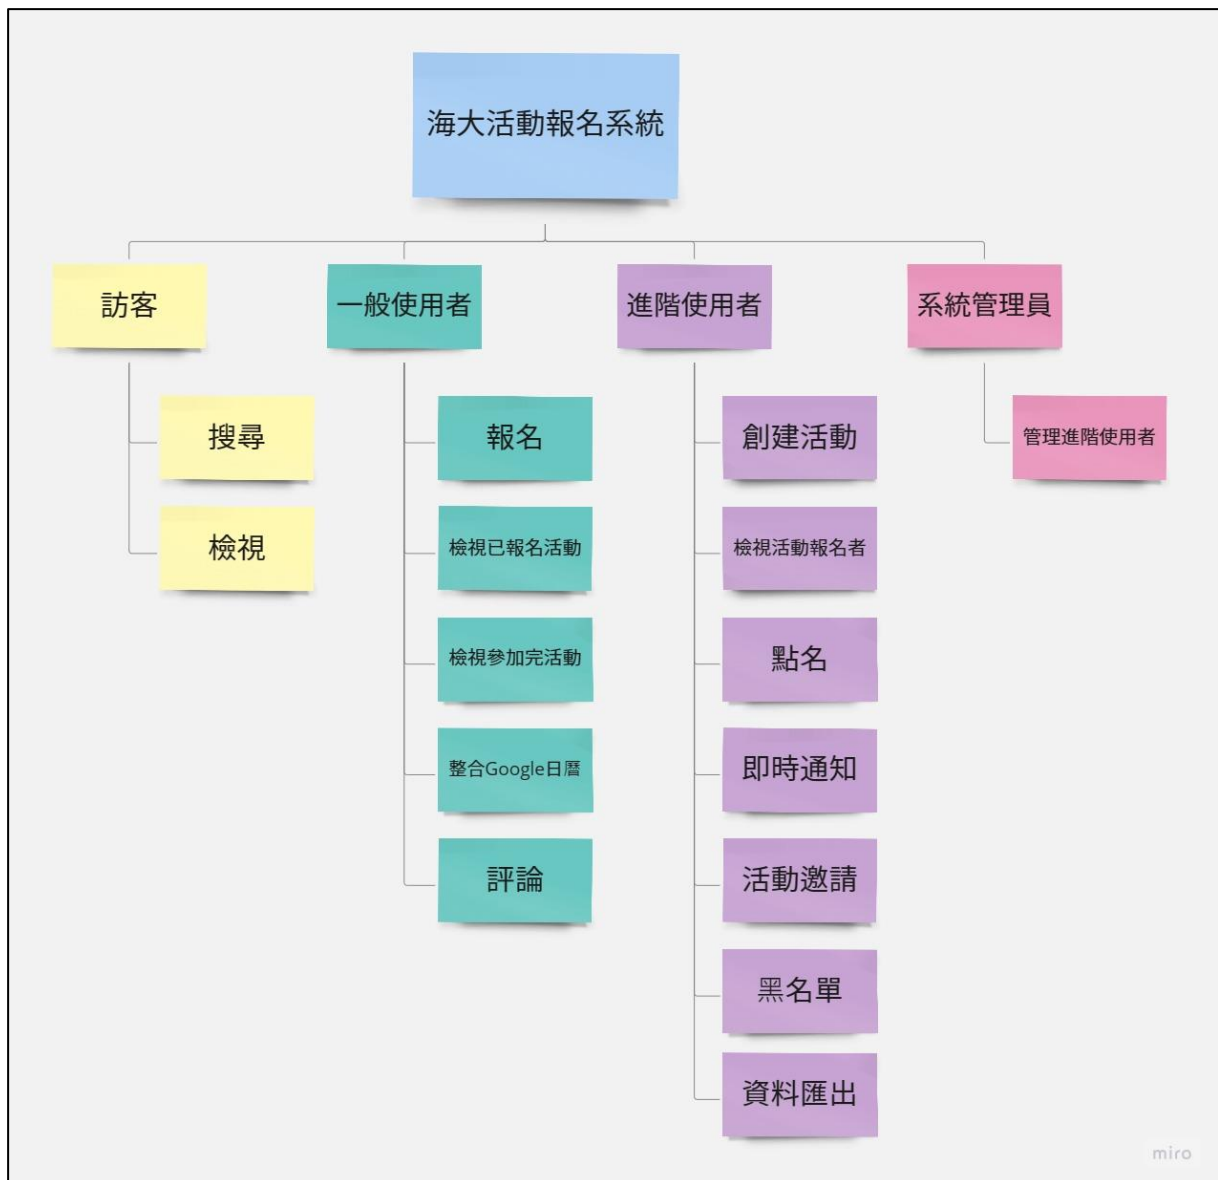 海大活動報名系統
訪客
一般使用者
進階使用者
系統管理員
搜尋
報名
創建活動
管理進階使用者
檢視
檢視已報名活動
檢視活動報名者
檢視參加完活動
點名
整合Google日曆
即時通知
評論
活動邀請
黑名單
資料匯出
miro